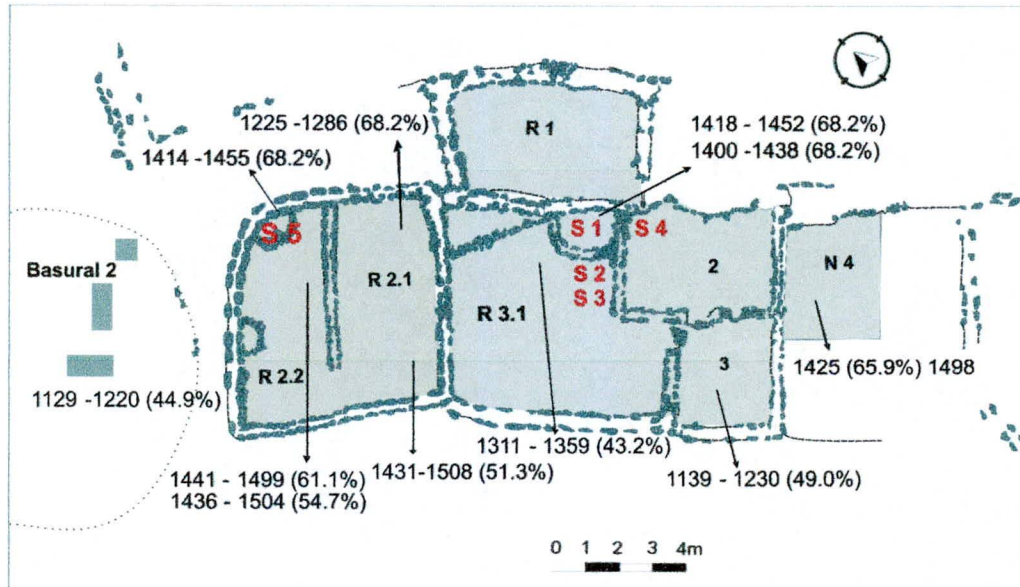 R 1
1225 -1286 (68.2%)
1414 -1455 (68.2%)
1418 - 1452 (68.2%)
1400 - 1438 (68.2%)
S 5
S 1
S 4
Basural 2
R 2.1
S 2
S 3
2
N 4
R 3.1
3
R 2.2
1425 (65.9%) 1498
1129 -1220 (44.9%)
1311 - 1359 (43.2%)
1441 - 1499 (61.1%)
1436 - 1504 (54.7%)
1431-1508 (51.3%)
1139 - 1230 (49.0%)
0 1 2 3 4m